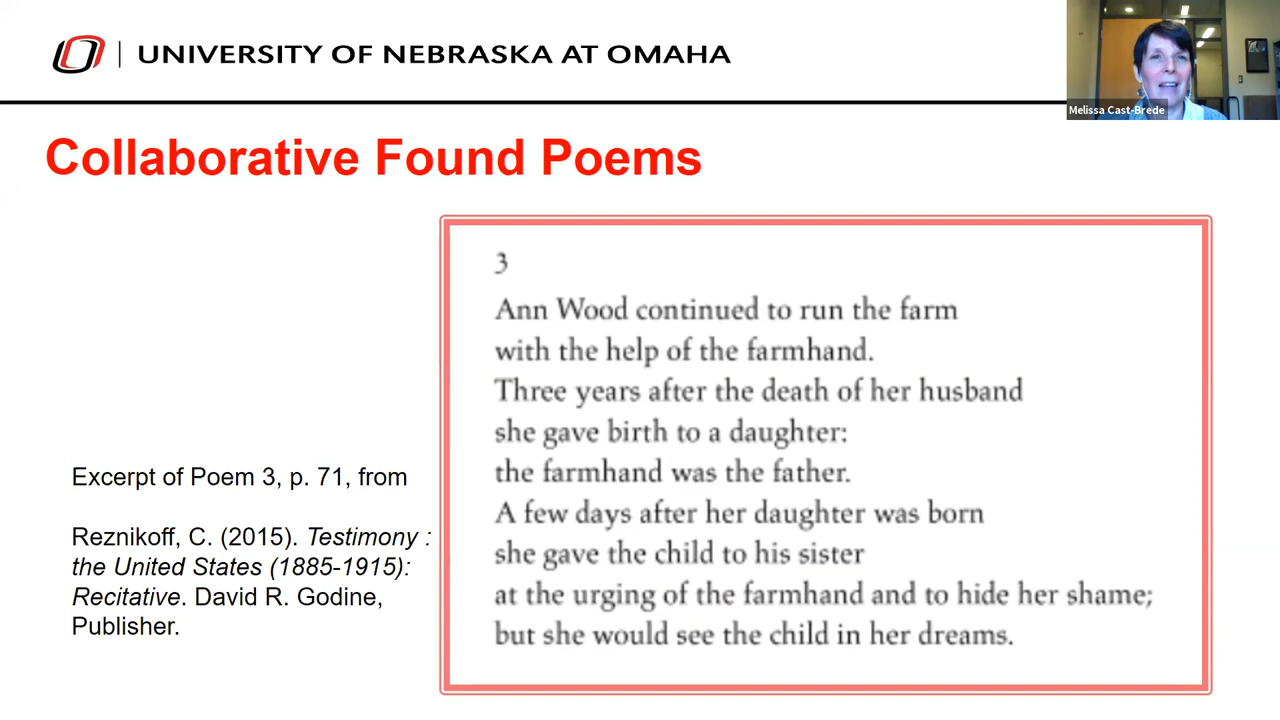 UNIVERSITY OF NEBRASKA AT OMAHA
Melissa Cast-Brede
Collaborative Found Poems
3
Ann Wood continued to run the farm
with the help of the farmhand.
Three years after the death of her husband
she gave birth to a daughter:
the farmhand was the father.
A few days after her daughter was born
she gave the child to his sister
at the urging of the farmhand and to hide her shame;
but she would see the child in her dreams.
Excerpt of Poem 3, p. 71, from
Reznikoff, C. (2015). Testimony :
the United States (1885-1915):
Recitative. David R. Godine,
Publisher.